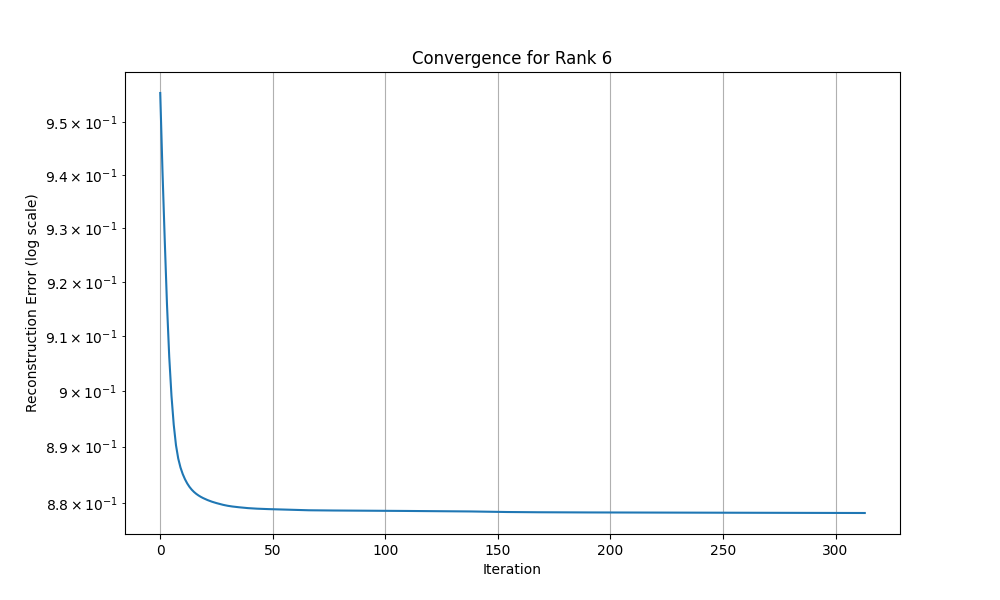 Convergence for Rank 6
Reconstruction Error (log scale)
9.5 × 10⁻¹
9.4 × 10⁻¹
9.3 × 10⁻¹
9.2 × 10⁻¹
9.1 × 10⁻¹
9 × 10⁻¹
8.9 × 10⁻¹
8.8 × 10⁻¹
0 50 100 150 200 250 300
Iteration